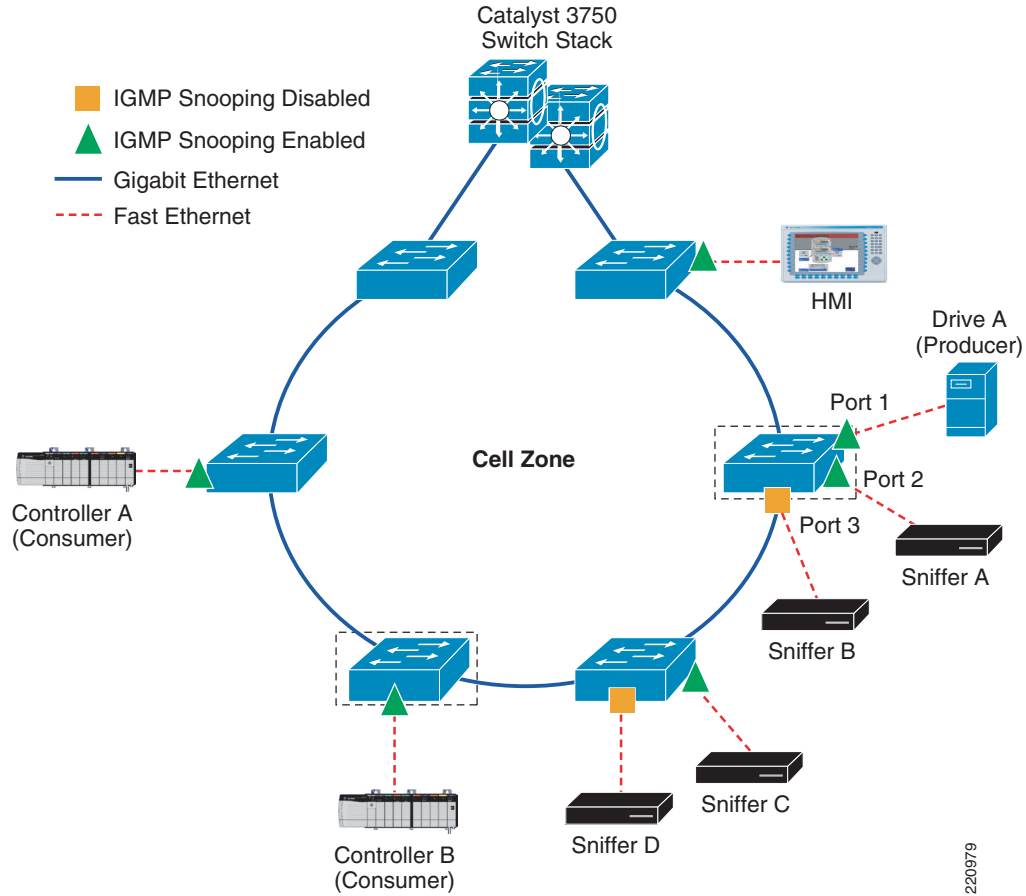 Catalyst 3750
Switch Stack
IGMP Snooping Disabled
IGMP Snooping Enabled
Gigabit Ethernet
Fast Ethernet
HMI
Drive A
(Producer)
Port 1
Port 2
Port 3
Cell Zone
Controller A
(Consumer)
Sniffer A
Sniffer B
Sniffer C
Sniffer D
Controller B
(Consumer)
220979